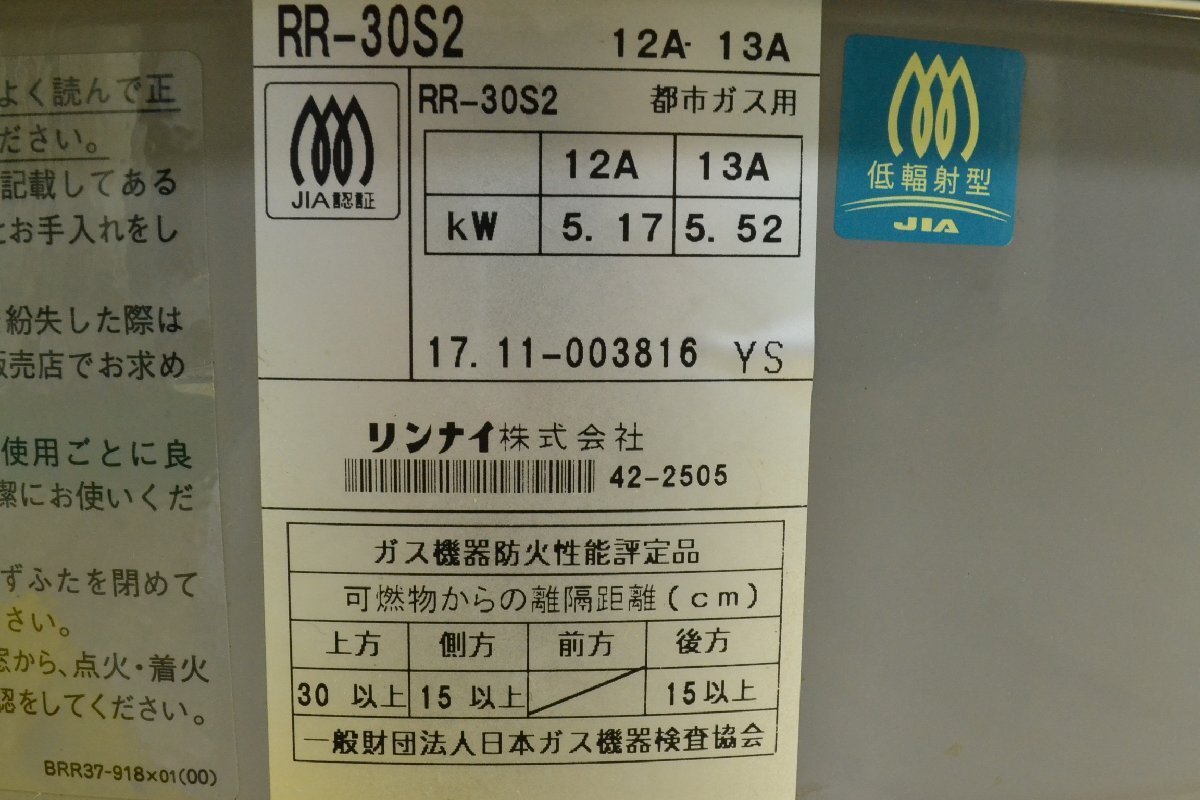 よく読んで正
ださい。
記載してある
とお手入れをし
紛失した際は
販売店でお求め
使用ごとに良
潔にお使いくだ
ずふたを閉めて
さい。
窓から、点火・着火
認をしてください。
BRR37-918×01(00)
RR-30S2 12A・13A
JIA認証
RR-30S2 都市ガス用
12A 13A
kW 5.17 5.52
17.11-003816 YS
リンナイ株式会社
42-2505
ガス機器防火性能評定品
可燃物からの離隔距離(cm)
上方 側方 前方 後方
30 以上 15 以上 15以上
一般財団法人日本ガス機器検査協会
低輻射型
JIA